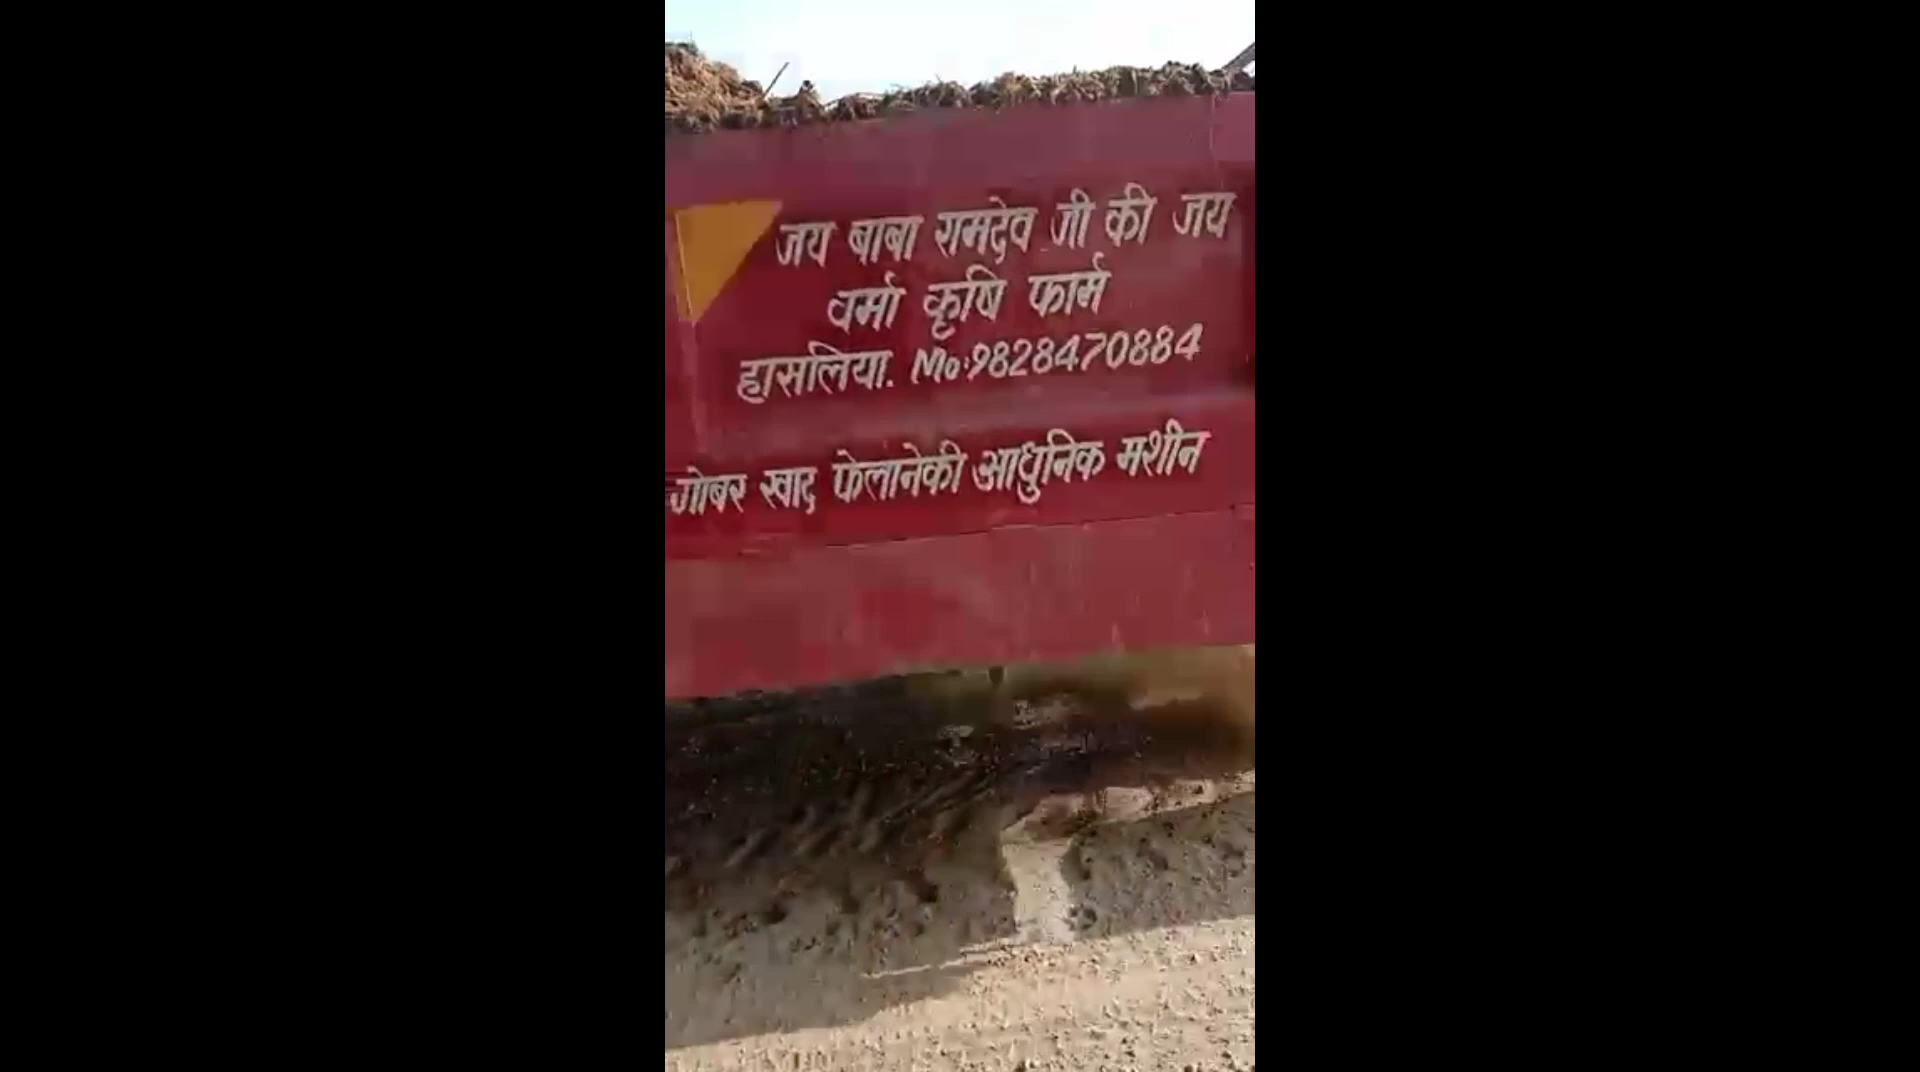 जय बाबा रामदेव जी की जय
वर्मा कृषि फार्म
हासलिया. Mo:9828470884
गोबर खाद फेलानेकी आधुनिक मशीन